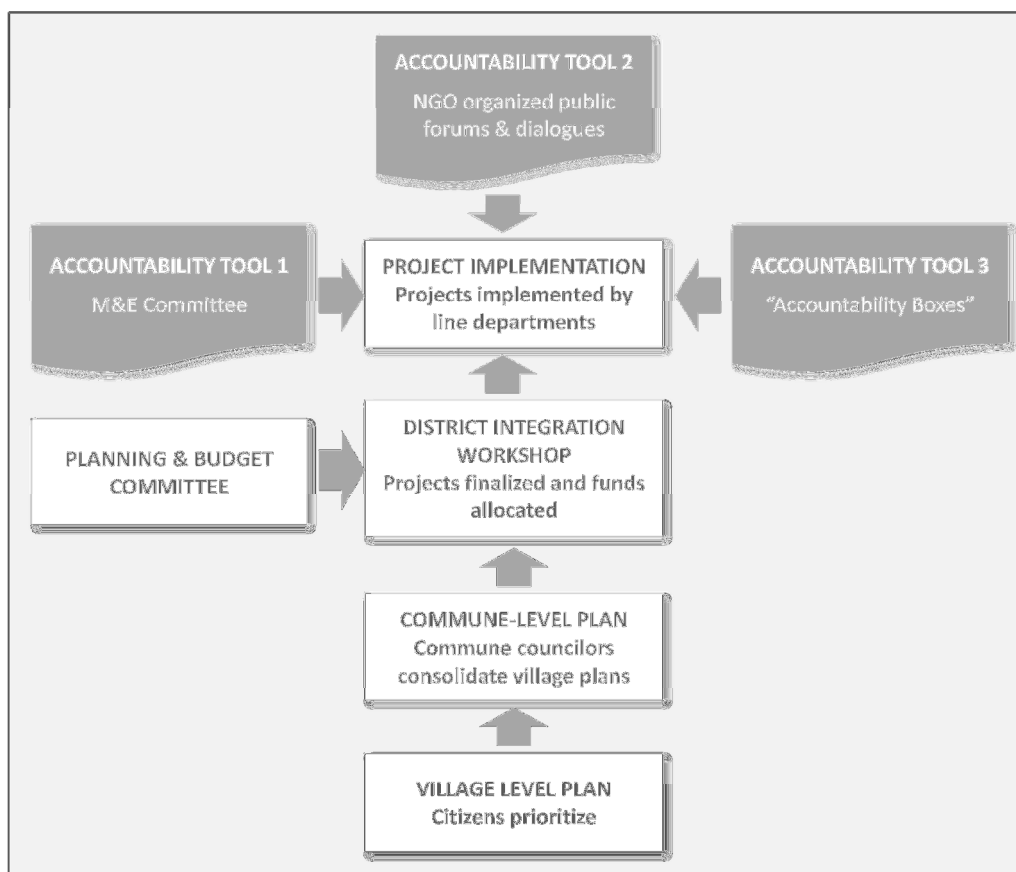 ACCOUNTABILITY TOOL 2
NGO organized public
forums & dialogues
ACCOUNTABILITY TOOL 1
M&E Committee
PROJECT IMPLEMENTATION
Projects implemented by
line departments
ACCOUNTABILITY TOOL 3
“Accountability Boxes”
PLANNING & BUDGET
COMMITTEE
DISTRICT INTEGRATION
WORKSHOP
Projects finalized and funds
allocated
COMMUNE-LEVEL PLAN
Commune councilors
consolidate village plans
VILLAGE LEVEL PLAN
Citizens prioritize